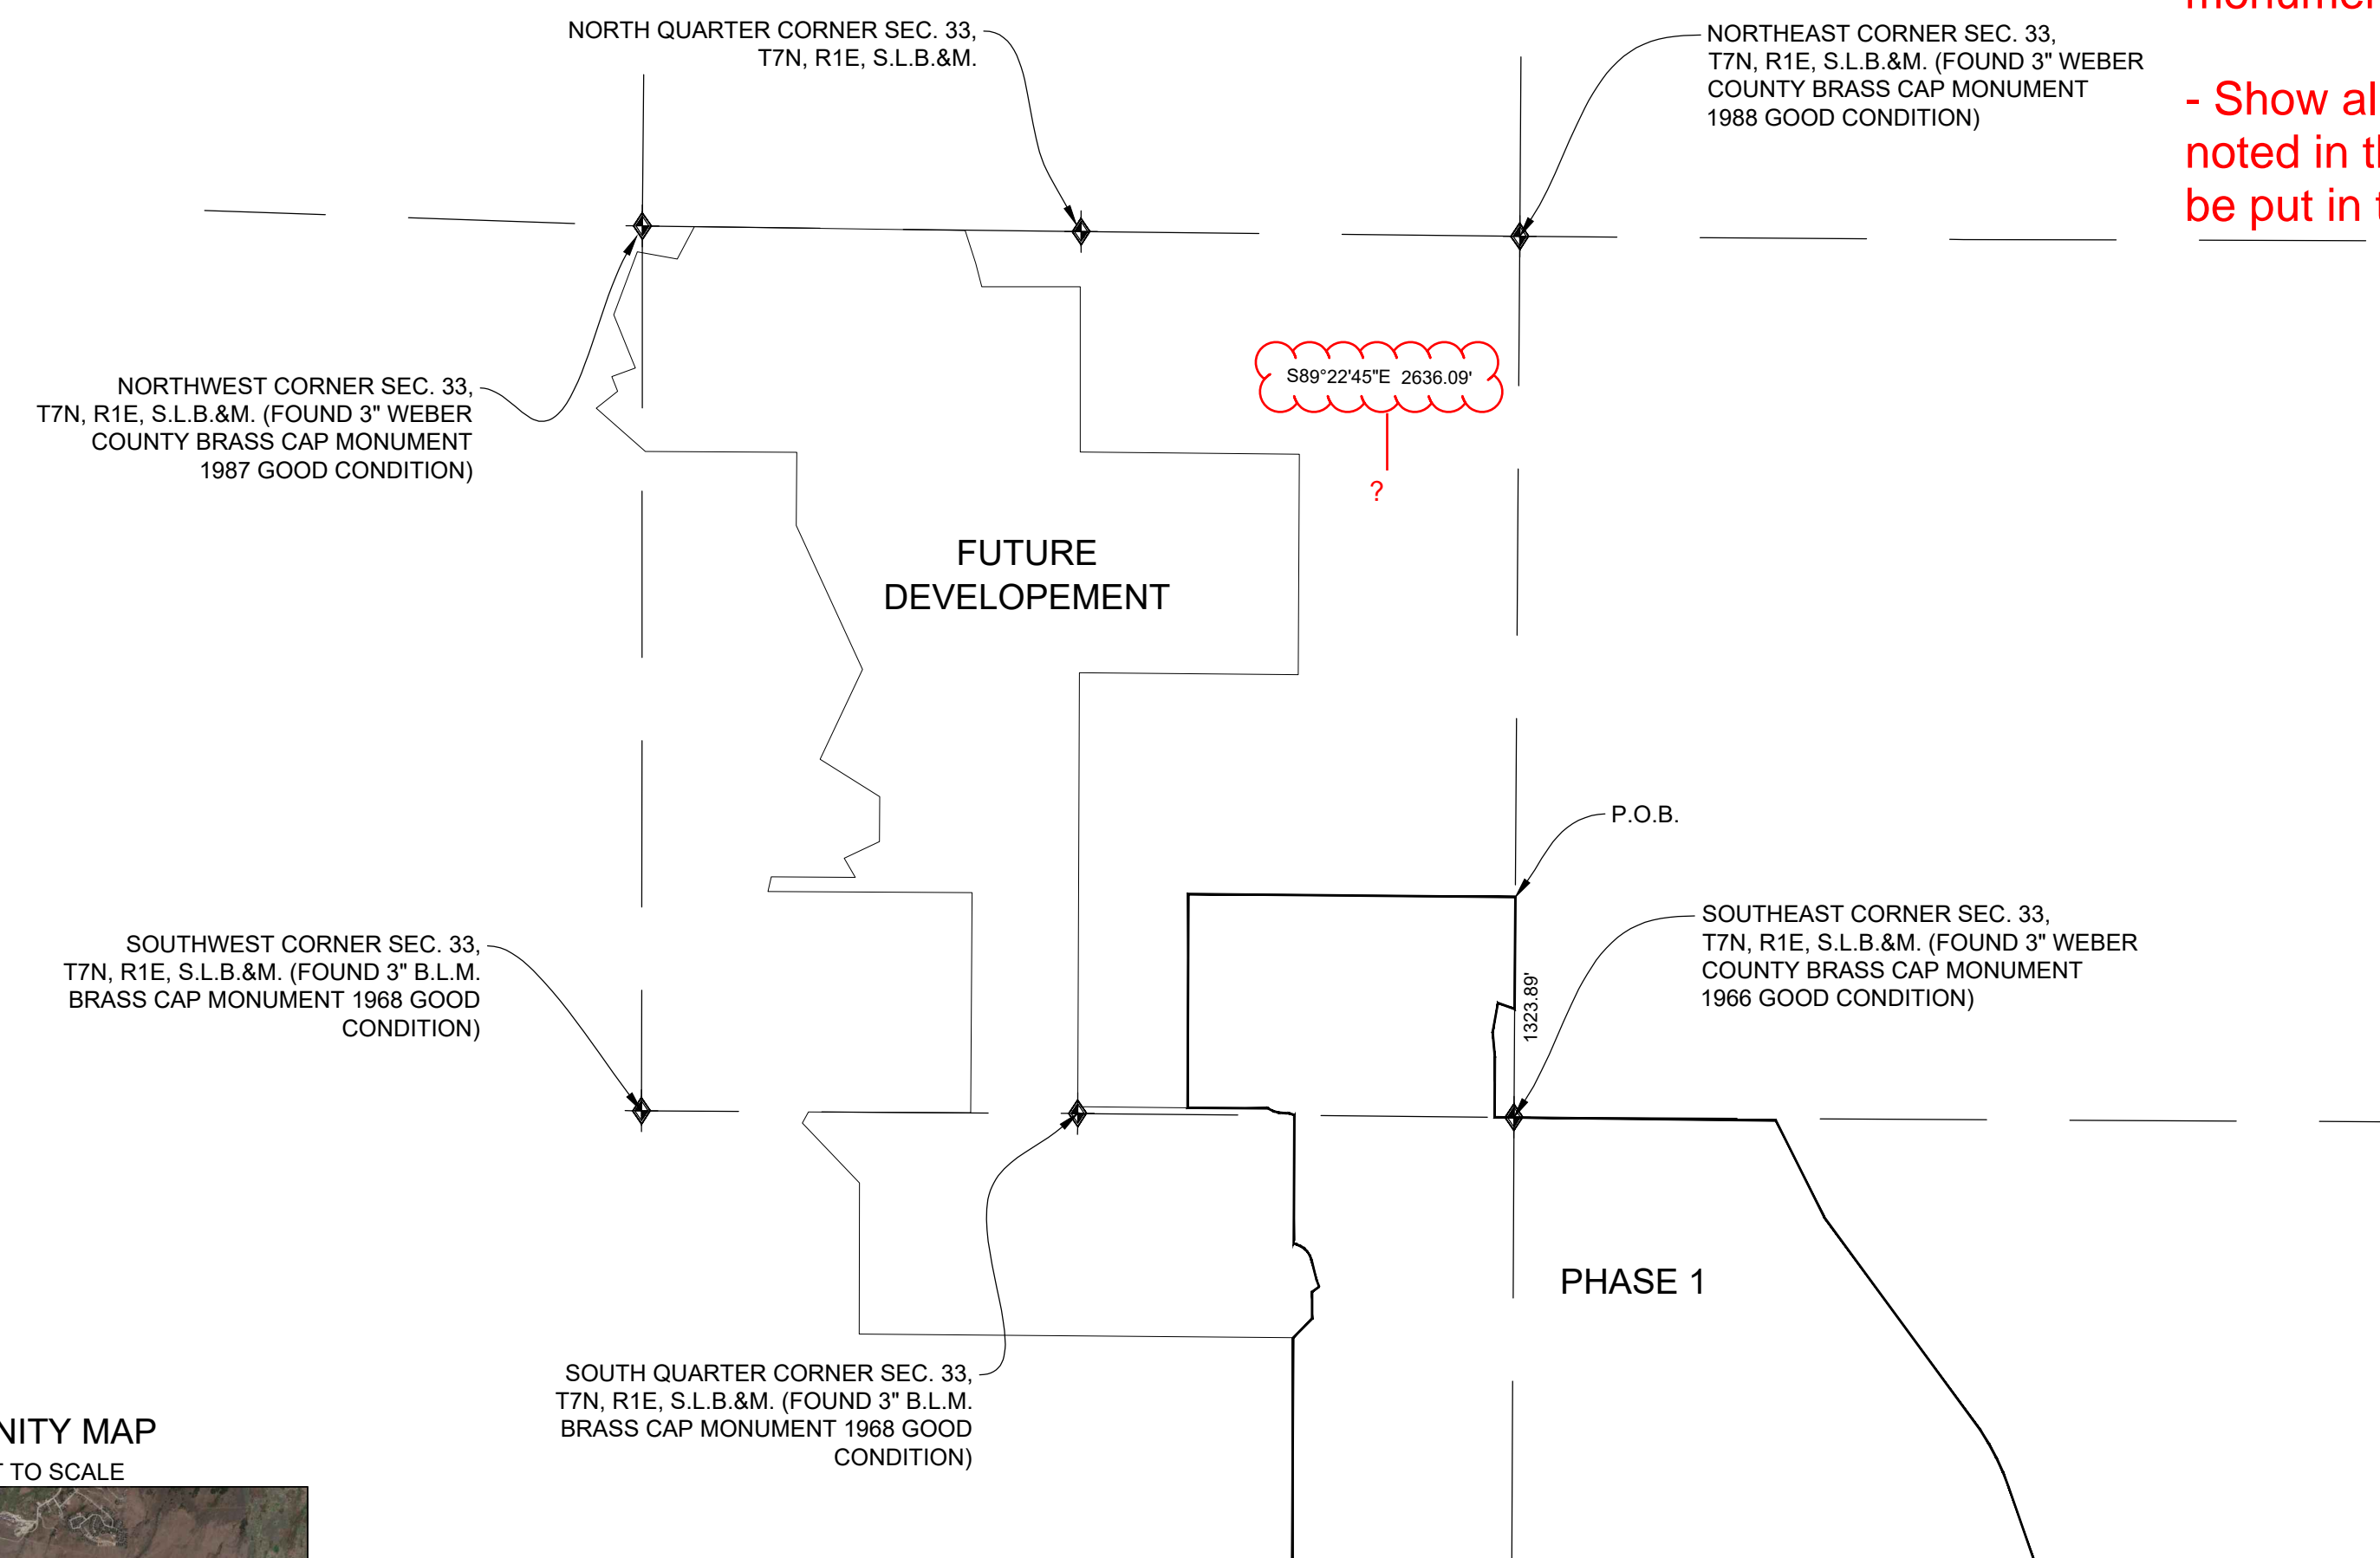 NORTH QUARTER CORNER SEC. 33,
T7N, R1E, S.L.B.&M.
NORTHEAST CORNER SEC. 33,
T7N, R1E, S.L.B.&M. (FOUND 3" WEBER
COUNTY BRASS CAP MONUMENT
1988 GOOD CONDITION)
- Show al
noted in t
be put in t
NORTHWEST CORNER SEC. 33,
T7N, R1E, S.L.B.&M. (FOUND 3" WEBER
COUNTY BRASS CAP MONUMENT
1987 GOOD CONDITION)
S89°22'45"E 2636.09'
?
FUTURE
DEVELOPEMENT
P.O.B.
SOUTHWEST CORNER SEC. 33,
T7N, R1E, S.L.B.&M. (FOUND 3" B.L.M.
BRASS CAP MONUMENT 1968 GOOD
CONDITION)
SOUTHEAST CORNER SEC. 33,
T7N, R1E, S.L.B.&M. (FOUND 3" WEBER
COUNTY BRASS CAP MONUMENT
1966 GOOD CONDITION)
1323.89'
PHASE 1
SOUTH QUARTER CORNER SEC. 33,
T7N, R1E, S.L.B.&M. (FOUND 3" B.L.M.
BRASS CAP MONUMENT 1968 GOOD
CONDITION)
NITY MAP
T TO SCALE